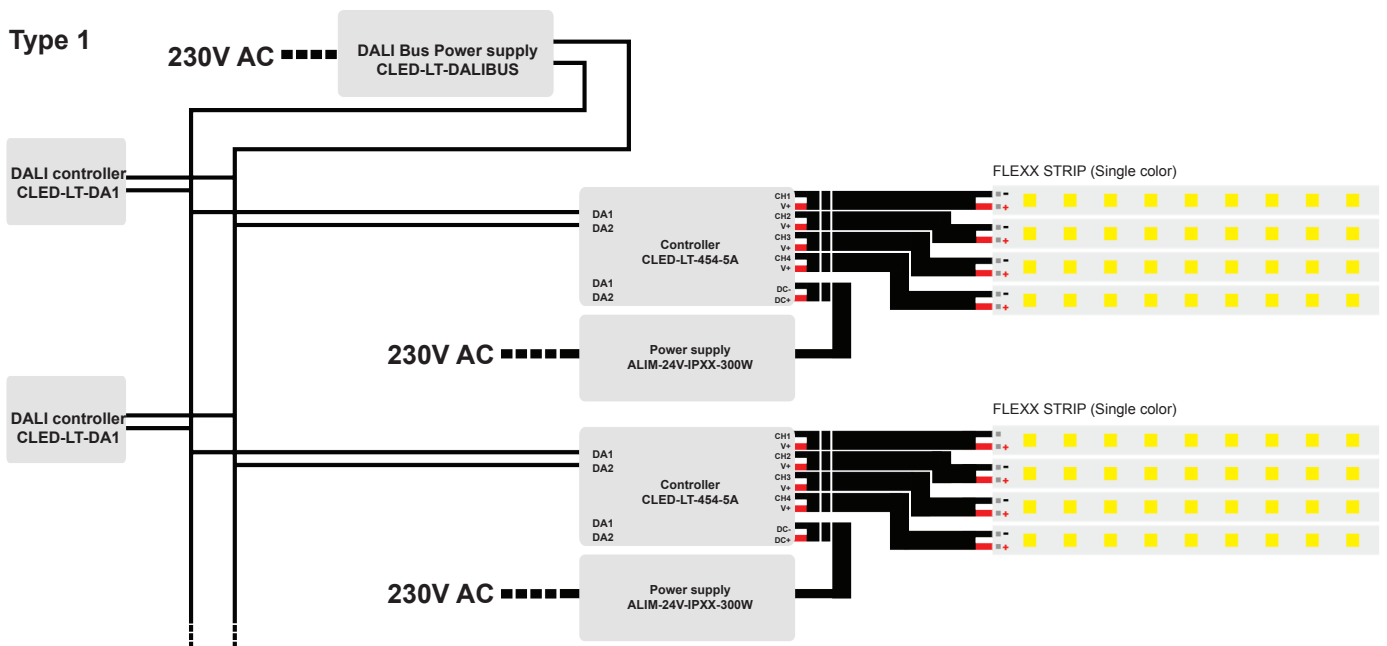 Type 1
230V AC
DALI Bus Power supply
CLED-LT-DALIBUS
DALI controller
CLED-LT-DA1
FLEXX STRIP (Single color)
DA1
DA2
Controller
CLED-LT-454-5A
DA1
DA2
CH1
V+
CH2
V+
CH3
V+
CH4
V+
DC-
DC+
-
+
-
+
-
+
-
+
230V AC
Power supply
ALIM-24V-IPXX-300W
DALI controller
CLED-LT-DA1
FLEXX STRIP (Single color)
DA1
DA2
Controller
CLED-LT-454-5A
DA1
DA2
CH1
V+
CH2
V+
CH3
V+
CH4
V+
DC-
DC+
+
-
+
-
+
-
+
230V AC
Power supply
ALIM-24V-IPXX-300W